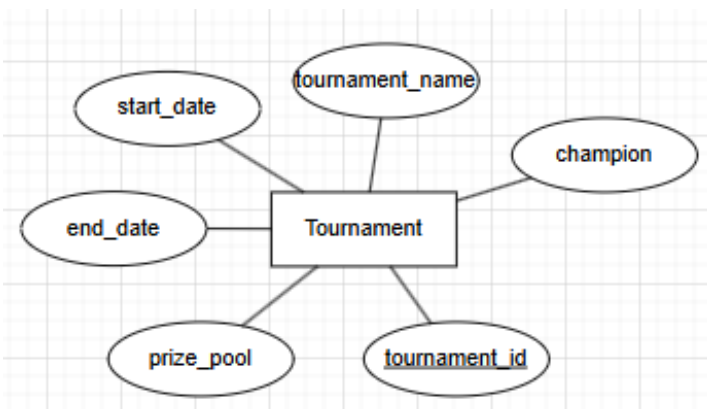 tournament_name
start_date
champion
end_date
Tournament
prize_pool
tournament_id